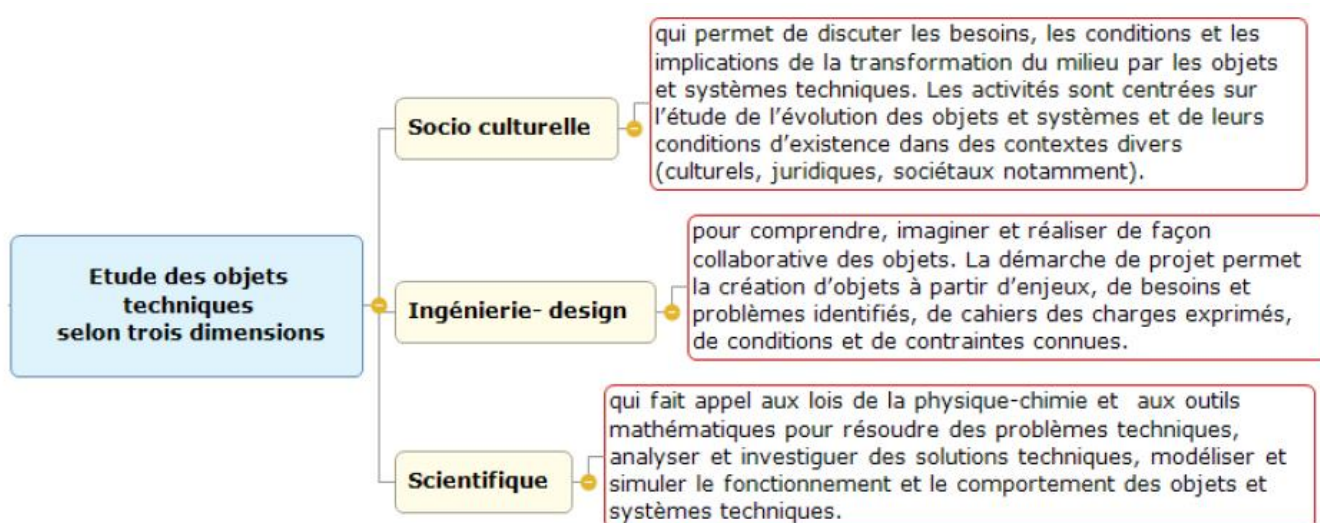 Etude des objets
techniques
selon trois dimensions
Socio culturelle
qui permet de discuter les besoins, les conditions et les
implications de la transformation du milieu par les objets
et systèmes techniques. Les activités sont centrées sur
l'étude de l'évolution des objets et systèmes et de leurs
conditions d'existence dans des contextes divers
(culturels, juridiques, sociétaux notamment).
Ingénierie- design
pour comprendre, imaginer et réaliser de façon
collaborative des objets. La démarche de projet permet
la création d'objets à partir d'enjeux, de besoins et
problèmes identifiés, de cahiers des charges exprimés,
de conditions et de contraintes connues.
Scientifique
qui fait appel aux lois de la physique-chimie et  aux outils
mathématiques pour résoudre des problèmes techniques,
analyser et investiguer des solutions techniques, modéliser et
simuler le fonctionnement et le comportement des objets et
systèmes techniques.